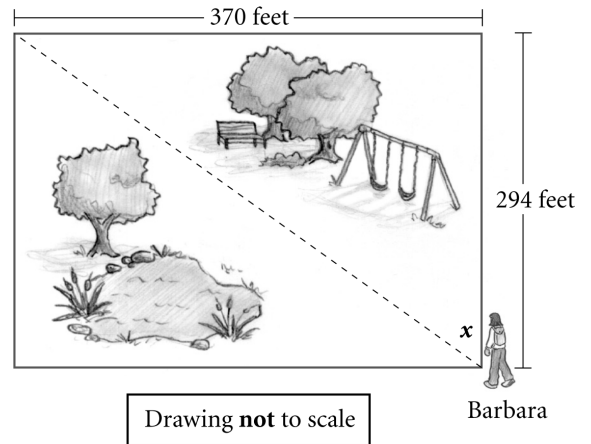 370 feet
294 feet
x
Barbara
Drawing not to scale